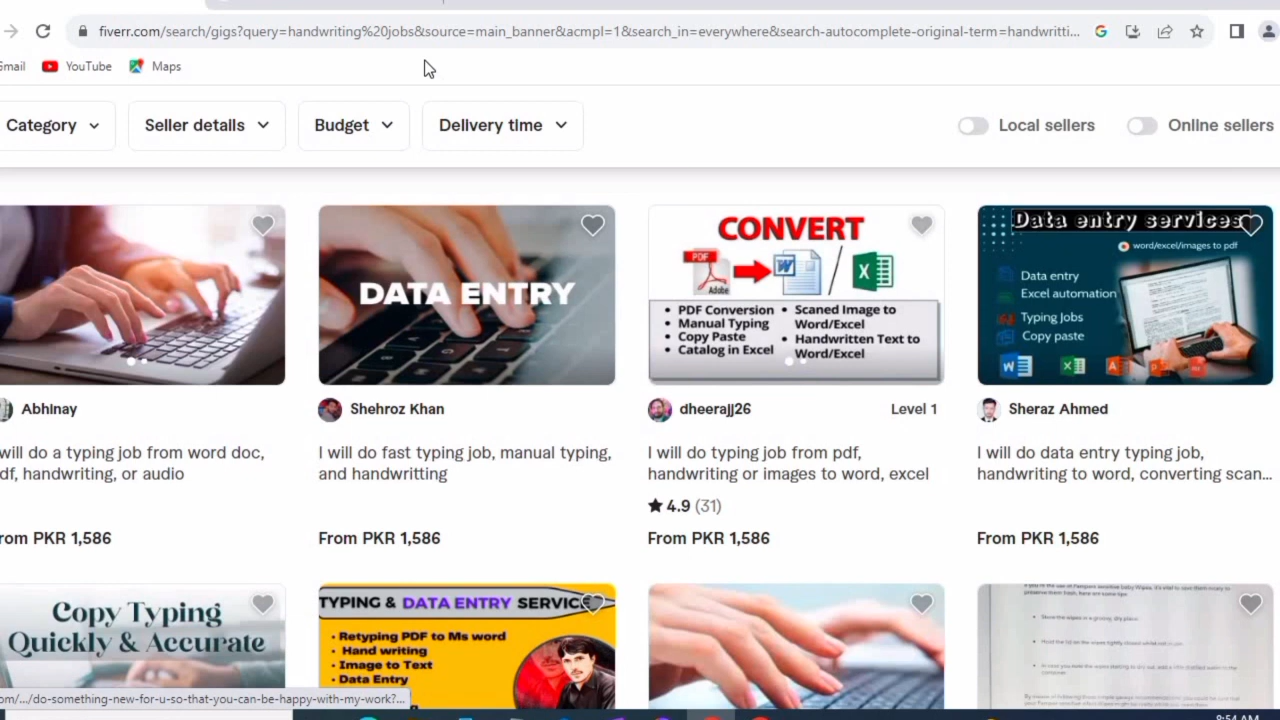 fiverr.com/search/gigs?query=handwriting%20jobs&source=main_banner&acmpl=1&search_in=everywhere&search-autocomplete-original-term=handwritti...
Gmail YouTube Maps
Category Seller details Budget Delivery time Local sellers Online sellers
DATA ENTRY
CONVERT
PDF
Adobe
• PDF Conversion
• Manual Typing
• Copy Paste
• Catalog in Excel
• Scaned Image to
Word/Excel
• Handwritten Text to
Word/Excel
Data entry services
word/excel/images to pdf
Data entry
Excel automation
Typing Jobs
Copy paste
Abhinay
will do a typing job from word doc,
df, handwriting, or audio
rom PKR 1,586
Shehroz Khan
I will do fast typing job, manual typing,
and handwritting
From PKR 1,586
dheerajj26 Level 1
I will do typing job from pdf,
handwriting or images to word, excel
4.9 (31)
From PKR 1,586
Sheraz Ahmed
I will do data entry typing job,
handwriting to word, converting scan...
From PKR 1,586
Copy Typing
Quickly & Accurate
TYPING & DATA ENTRY SERVIC
• Retyping PDF to Ms word
• Hand writing
• Image to Text
• Data Entry
om/.../do-something-new-for-u-so-that-you-can-be-happy-with-my-work?...
8:54 AM